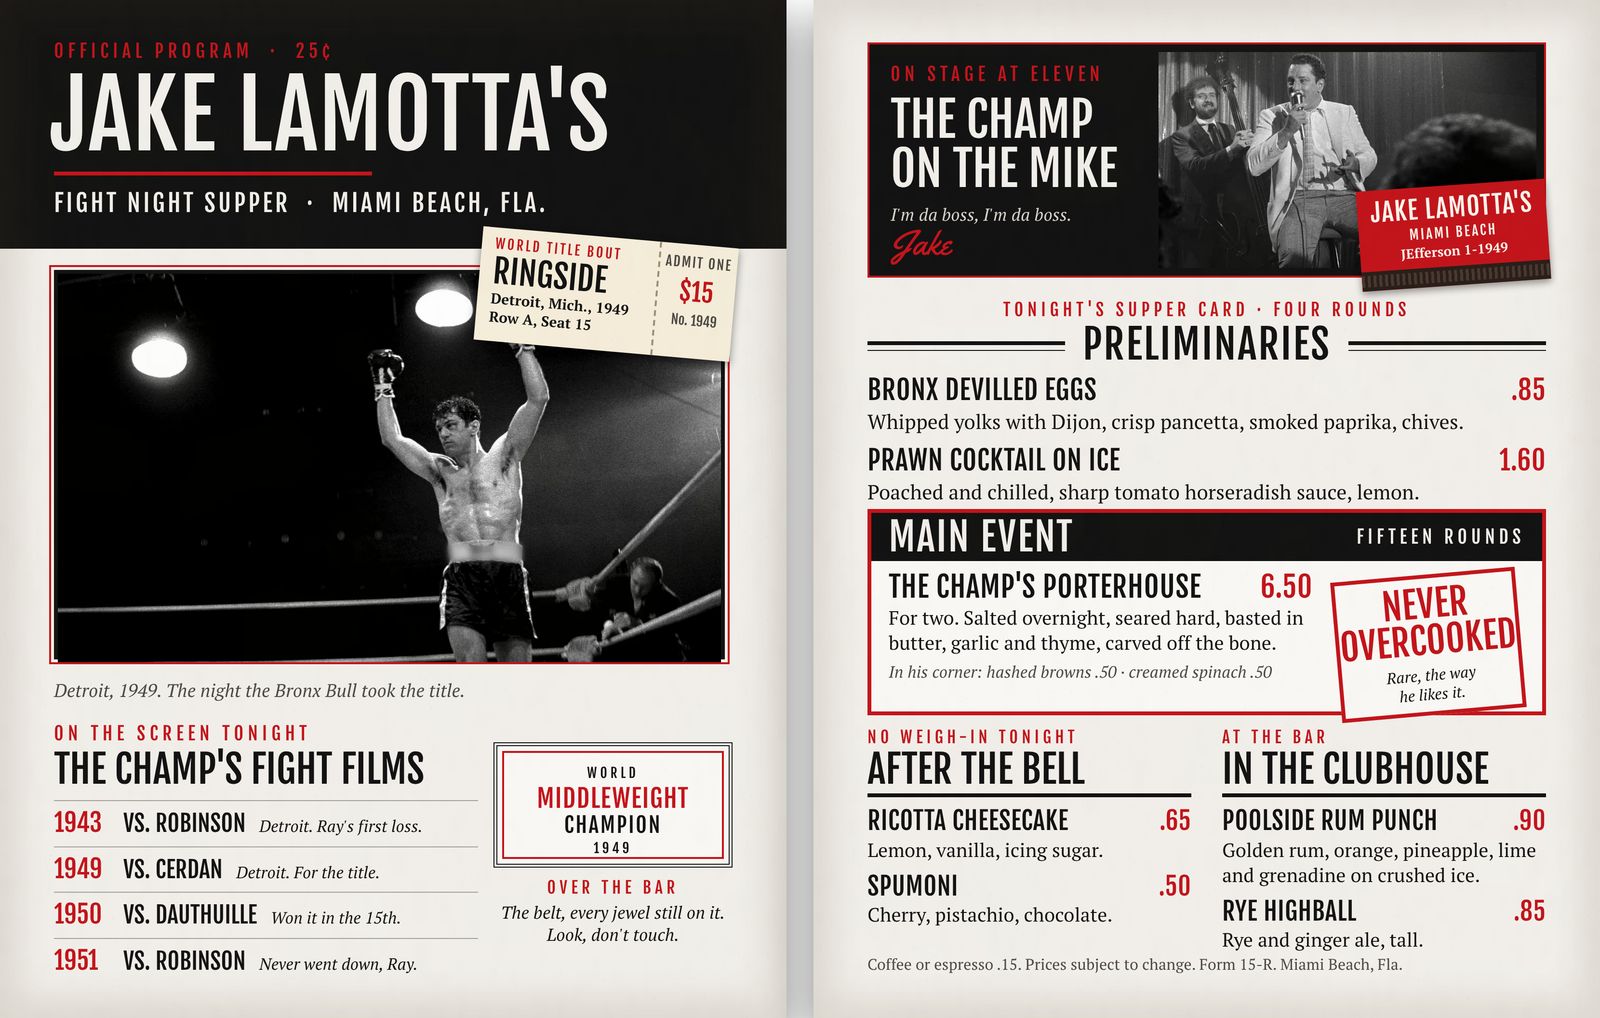 OFFICIAL PROGRAM · 25¢
JAKE LAMOTTA'S
FIGHT NIGHT SUPPER · MIAMI BEACH, FLA.
WORLD TITLE BOUT
RINGSIDE
Detroit, Mich., 1949
Row A, Seat 15
ADMIT ONE
$15
No. 1949
Detroit, 1949. The night the Bronx Bull took the title.
ON THE SCREEN TONIGHT
THE CHAMP'S FIGHT FILMS
1943 VS. ROBINSON Detroit. Ray's first loss.
1949 VS. CERDAN Detroit. For the title.
1950 VS. DAUTHUILLE Won it in the 15th.
1951 VS. ROBINSON Never went down, Ray.
WORLD
MIDDLEWEIGHT
CHAMPION
1949
OVER THE BAR
The belt, every jewel still on it.
Look, don't touch.
ON STAGE AT ELEVEN
THE CHAMP
ON THE MIKE
I'm da boss, I'm da boss.
Jake
JAKE LAMOTTA'S
MIAMI BEACH
JEfferson 1-1949
TONIGHT'S SUPPER CARD · FOUR ROUNDS
PRELIMINARIES
BRONX DEVILLED EGGS .85
Whipped yolks with Dijon, crisp pancetta, smoked paprika, chives.
PRAWN COCKTAIL ON ICE 1.60
Poached and chilled, sharp tomato horseradish sauce, lemon.
MAIN EVENT FIFTEEN ROUNDS
THE CHAMP'S PORTERHOUSE 6.50
For two. Salted overnight, seared hard, basted in
butter, garlic and thyme, carved off the bone.
In his corner: hashed browns .50 · creamed spinach .50
NEVER
OVERCOOKED
Rare, the way
he likes it.
NO WEIGH-IN TONIGHT
AFTER THE BELL
RICOTTA CHEESECAKE .65
Lemon, vanilla, icing sugar.
SPUMONI .50
Cherry, pistachio, chocolate.
AT THE BAR
IN THE CLUBHOUSE
POOLSIDE RUM PUNCH .90
Golden rum, orange, pineapple, lime
and grenadine on crushed ice.
RYE HIGHBALL .85
Rye and ginger ale, tall.
Coffee or espresso .15. Prices subject to change. Form 15-R. Miami Beach, Fla.